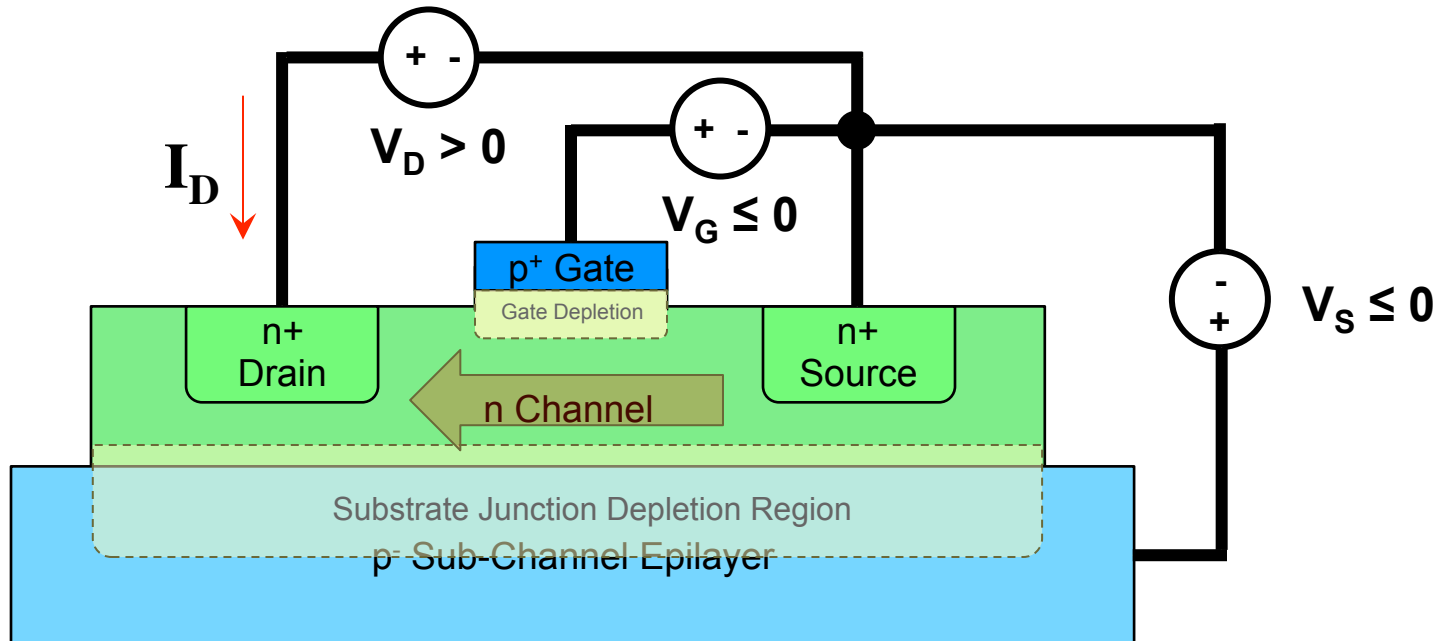 + -
V_D > 0
+ -
V_G ≤ 0
I_D
-
+
V_S ≤ 0
p⁺ Gate
Gate Depletion
n+
Drain
n+
Source
n Channel
Substrate Junction Depletion Region
p⁻ Sub-Channel Epilayer